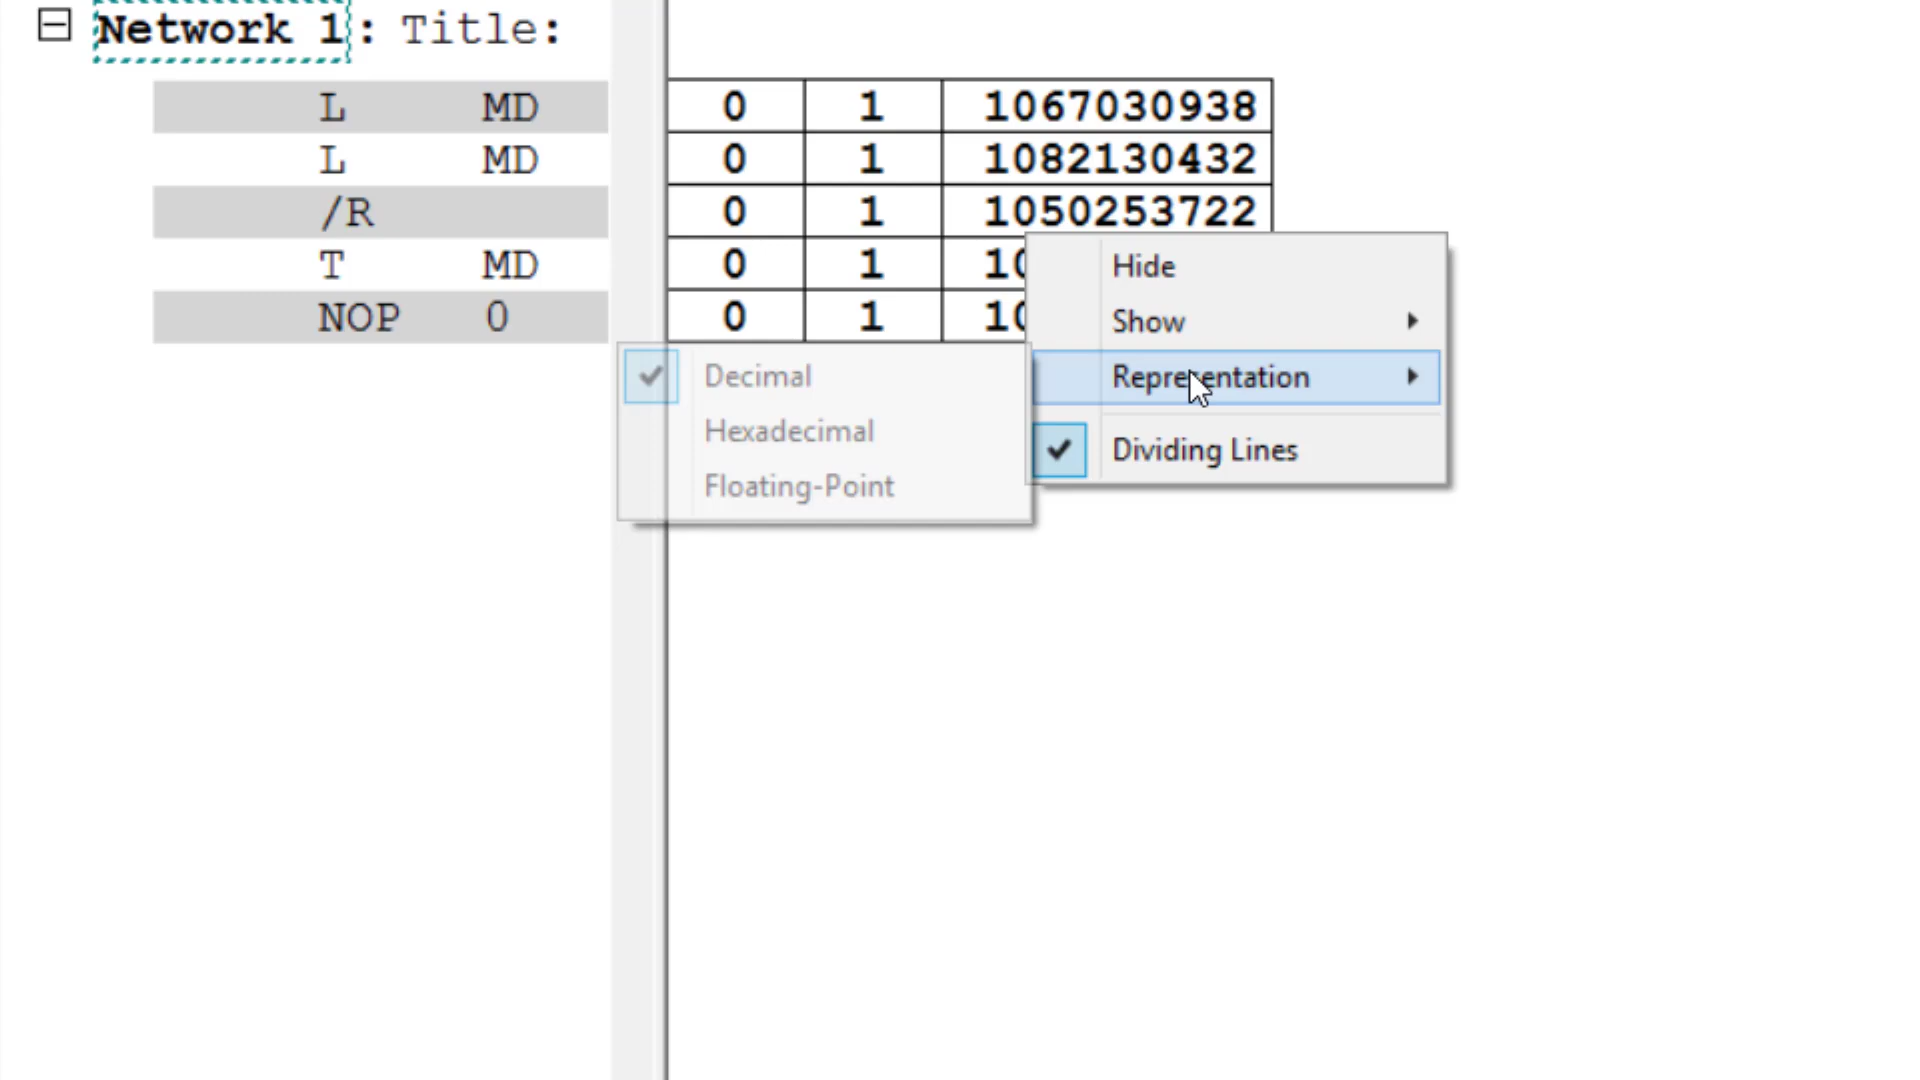 Network 1: Title:
L MD 0 1 1067030938
L MD 0 1 1082130432
/R 0 1 1050253722
T MD 0 1 10
NOP 0 0 1 10
Hide
Show
Representation
Dividing Lines
Decimal
Hexadecimal
Floating-Point